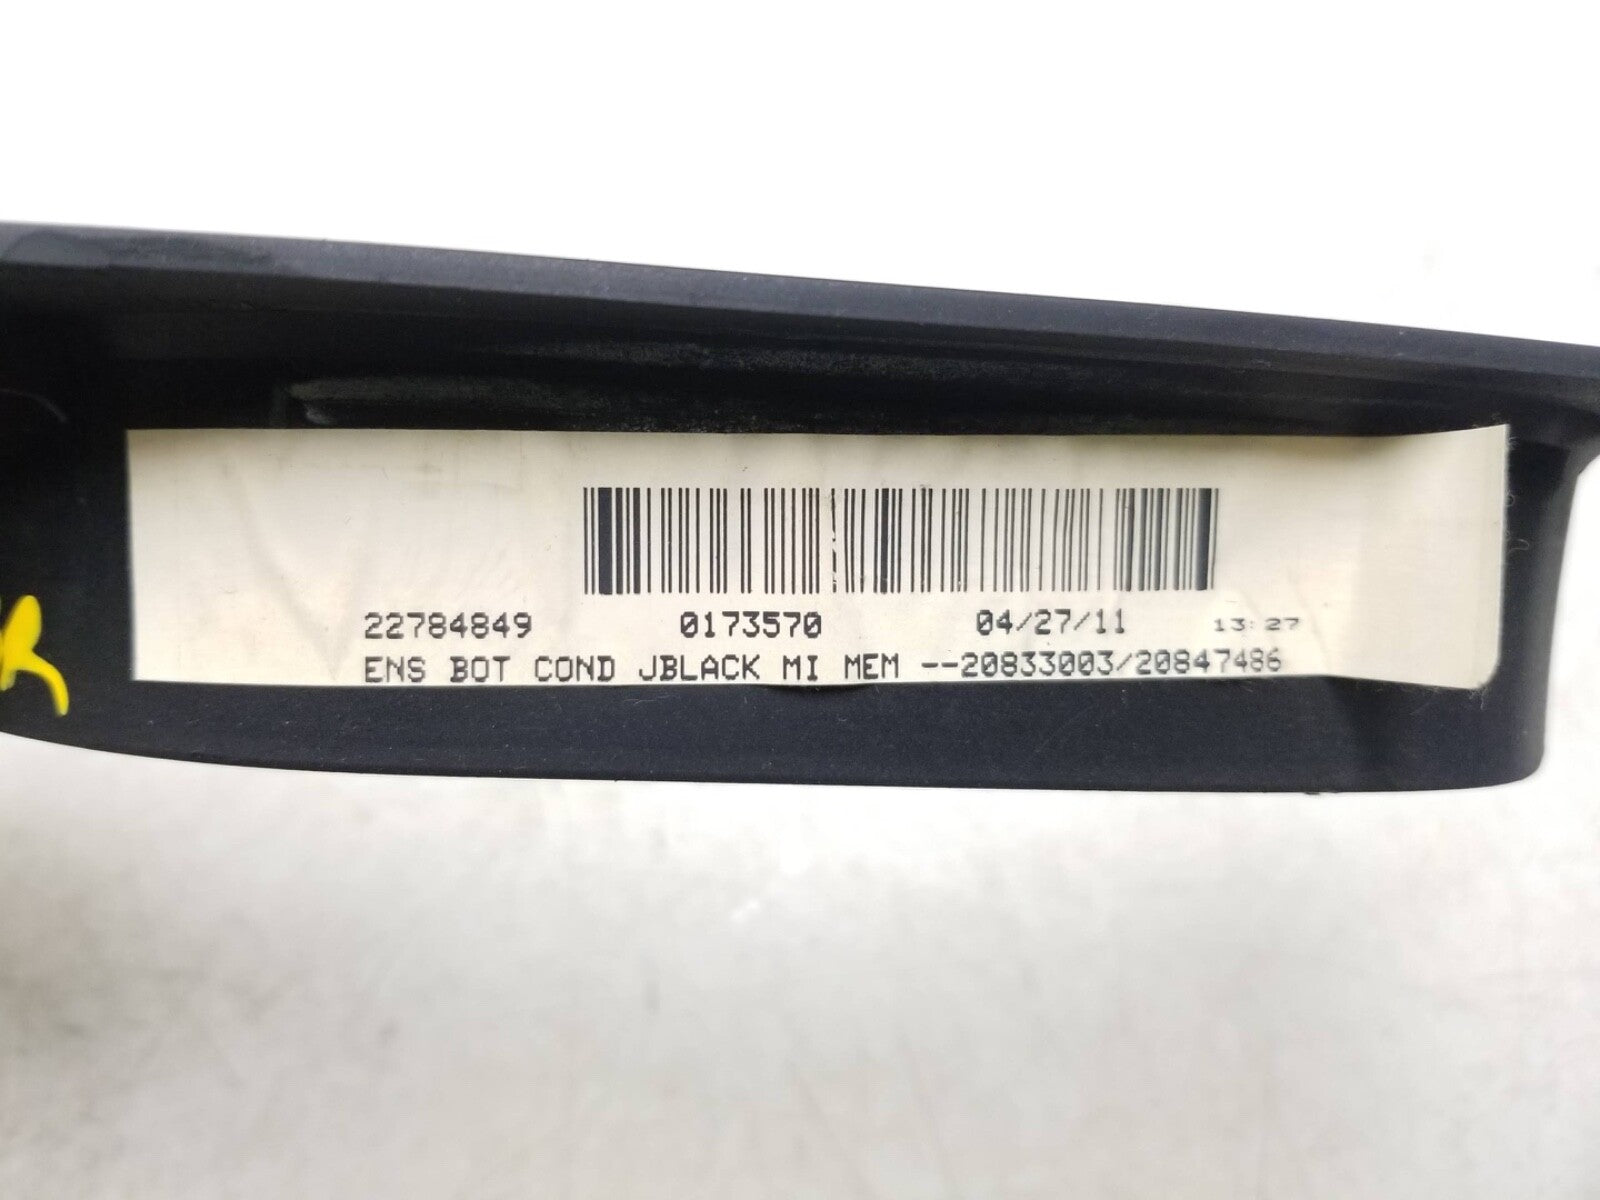 22784849 0173570 04/27/11 13:27
ENS BOT COND JBLACK MI MEM --20833003/20847486